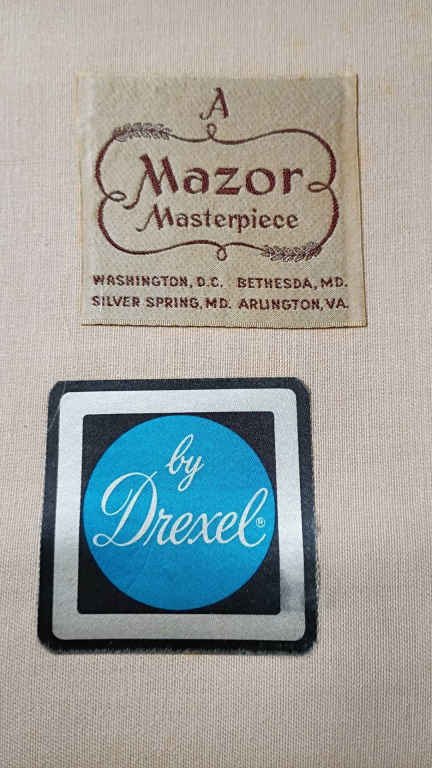 A
Mazor
Masterpiece
WASHINGTON, D.C. BETHESDA, MD.
SILVER SPRING, MD. ARLINGTON, VA.
by
Drexel®